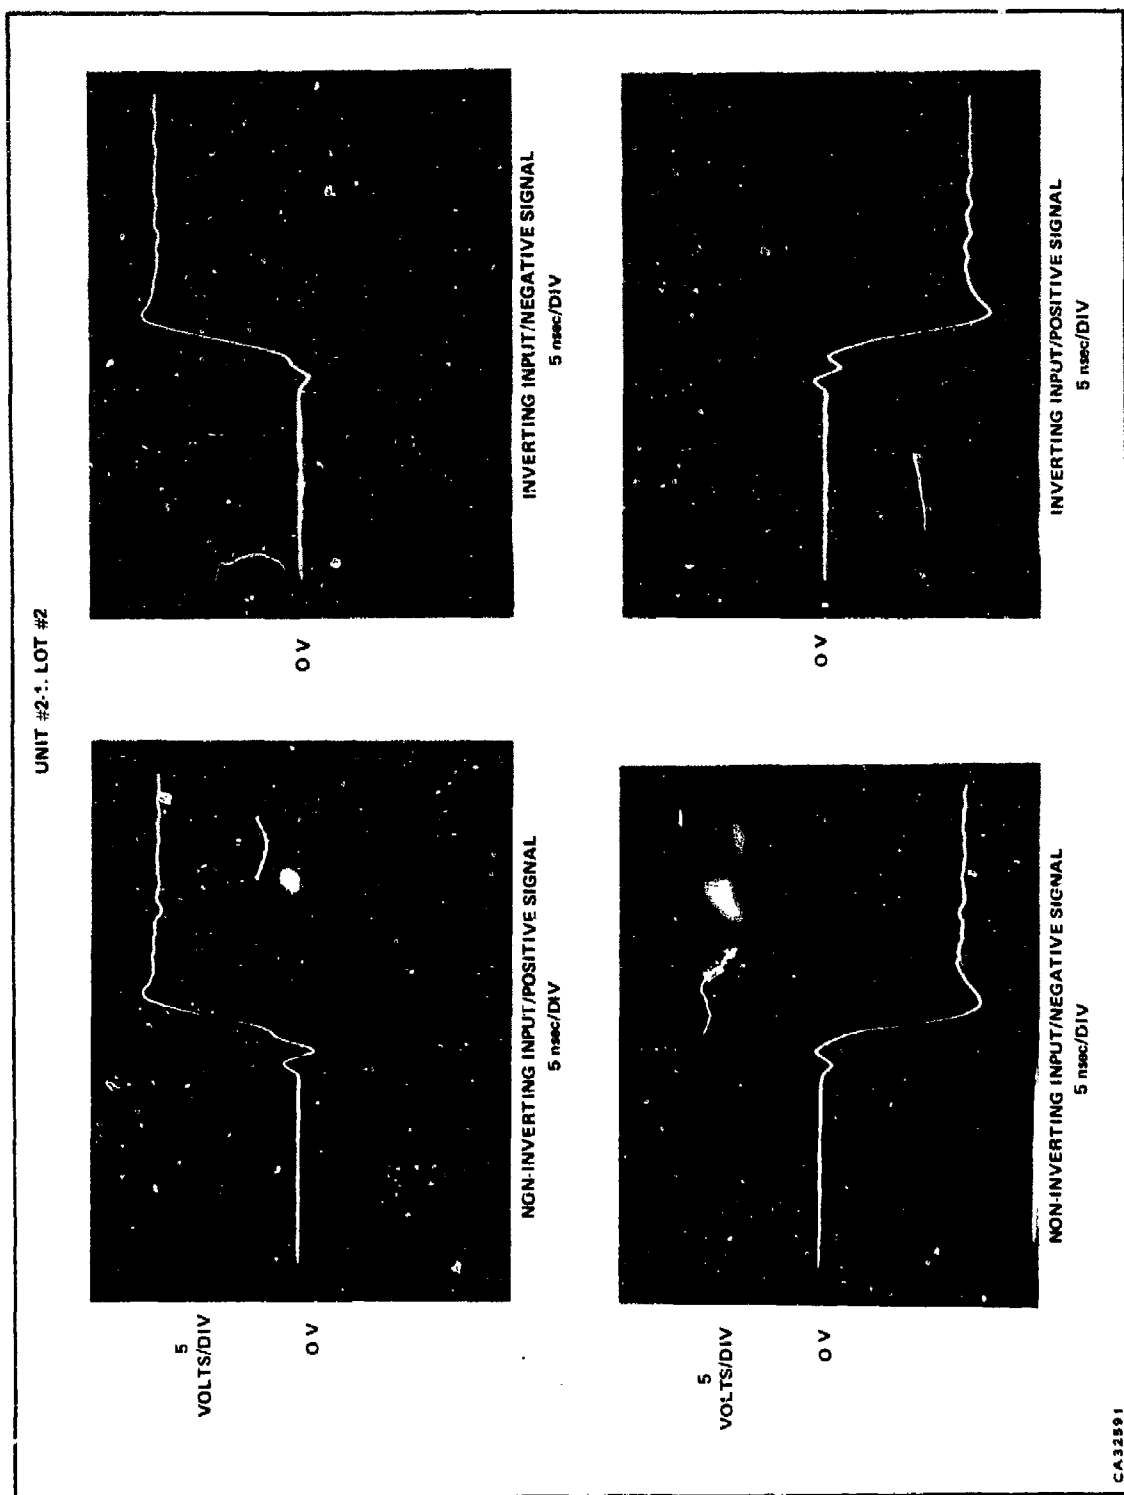 UNIT #2-1, LOT #2
5
VOLTS/DIV
0 V
NON-INVERTING INPUT/POSITIVE SIGNAL
5 nsec/DIV
0 V
INVERTING INPUT/NEGATIVE SIGNAL
5 nsec/DIV
5
VOLTS/DIV
0 V
NON-INVERTING INPUT/NEGATIVE SIGNAL
5 nsec/DIV
0 V
INVERTING INPUT/POSITIVE SIGNAL
5 nsec/DIV
CA32591